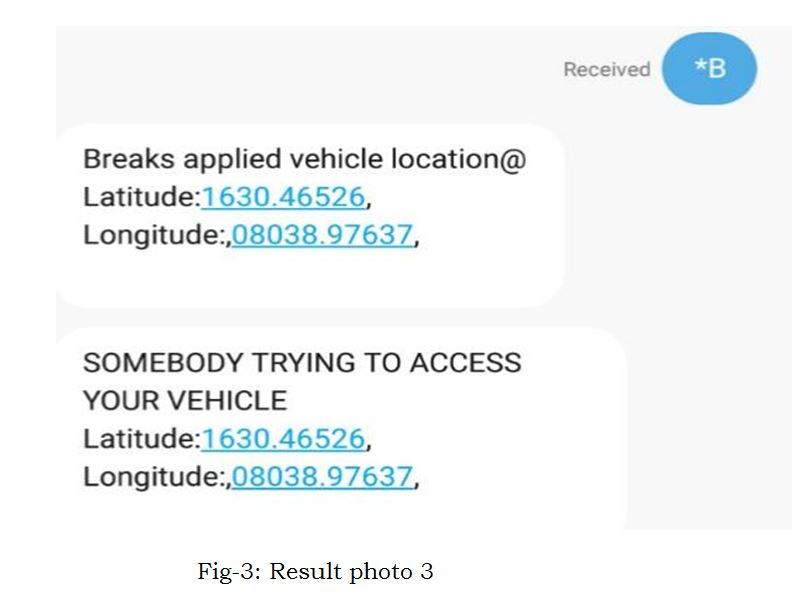 Received *B
Breaks applied vehicle location@
Latitude:1630.46526,
Longitude:,08038.97637,
SOMEBODY TRYING TO ACCESS
YOUR VEHICLE
Latitude:1630.46526,
Longitude:,08038.97637,
Fig-3: Result photo 3